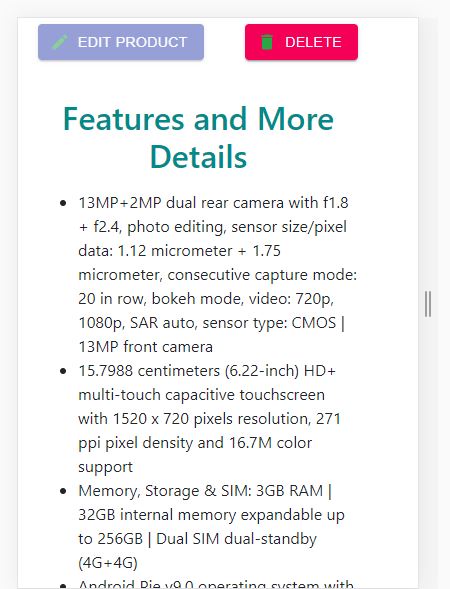 EDIT PRODUCT DELETE
Features and More
Details
13MP+2MP dual rear camera with f1.8
+ f2.4, photo editing, sensor size/pixel
data: 1.12 micrometer + 1.75
micrometer, consecutive capture mode:
20 in row, bokeh mode, video: 720p,
1080p, SAR auto, sensor type: CMOS |
13MP front camera
15.7988 centimeters (6.22-inch) HD+
multi-touch capacitive touchscreen
with 1520 x 720 pixels resolution, 271
ppi pixel density and 16.7M color
support
Memory, Storage & SIM: 3GB RAM |
32GB internal memory expandable up
to 256GB | Dual SIM dual-standby
(4G+4G)
Android Pie v9.0 operating system with